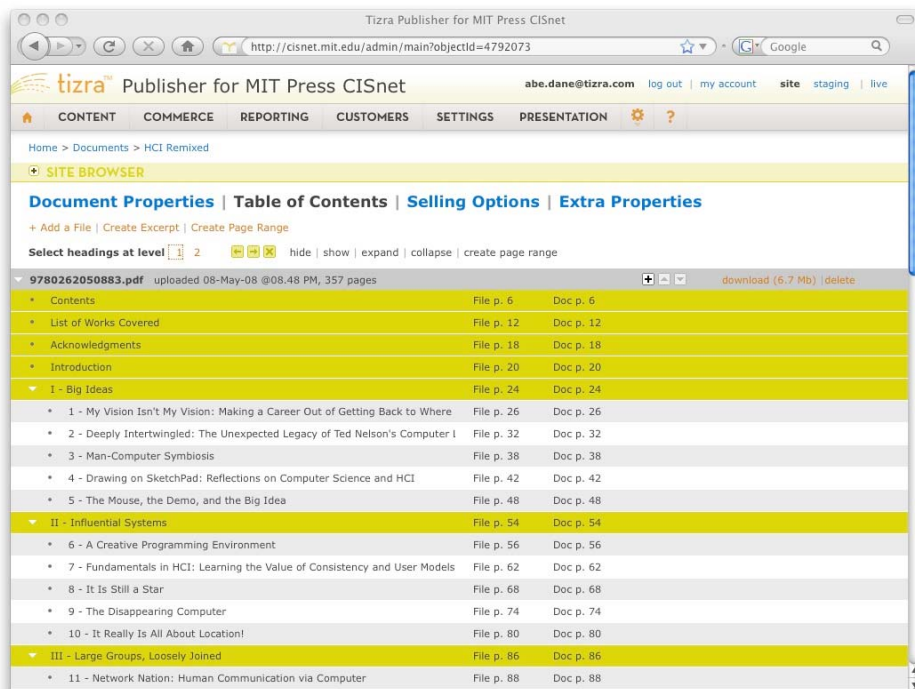 Tizra Publisher for MIT Press CISnet
http://cisnet.mit.edu/admin/main?objectId=4792073
G Google
tizra™ Publisher for MIT Press CISnet abe.dane@tizra.com log out | my account site staging | live
CONTENT COMMERCE REPORTING CUSTOMERS SETTINGS PRESENTATION ?
Home > Documents > HCI Remixed
+ SITE BROWSER
Document Properties | Table of Contents | Selling Options | Extra Properties
+ Add a File | Create Excerpt | Create Page Range
Select headings at level 1 2 hide | show | expand | collapse | create page range
9780262050883.pdf uploaded 08-May-08 @08.48 PM, 357 pages download (6.7 Mb) | delete
• Contents File p. 6 Doc p. 6
• List of Works Covered File p. 12 Doc p. 12
• Acknowledgments File p. 18 Doc p. 18
• Introduction File p. 20 Doc p. 20
I - Big Ideas File p. 24 Doc p. 24
• 1 - My Vision Isn't My Vision: Making a Career Out of Getting Back to Where File p. 26 Doc p. 26
• 2 - Deeply Intertwingled: The Unexpected Legacy of Ted Nelson's Computer L File p. 32 Doc p. 32
• 3 - Man-Computer Symbiosis File p. 38 Doc p. 38
• 4 - Drawing on SketchPad: Reflections on Computer Science and HCI File p. 42 Doc p. 42
• 5 - The Mouse, the Demo, and the Big Idea File p. 48 Doc p. 48
II - Influential Systems File p. 54 Doc p. 54
• 6 - A Creative Programming Environment File p. 56 Doc p. 56
• 7 - Fundamentals in HCI: Learning the Value of Consistency and User Models File p. 62 Doc p. 62
• 8 - It Is Still a Star File p. 68 Doc p. 68
• 9 - The Disappearing Computer File p. 74 Doc p. 74
• 10 - It Really Is All About Location! File p. 80 Doc p. 80
III - Large Groups, Loosely Joined File p. 86 Doc p. 86
• 11 - Network Nation: Human Communication via Computer File p. 88 Doc p. 88